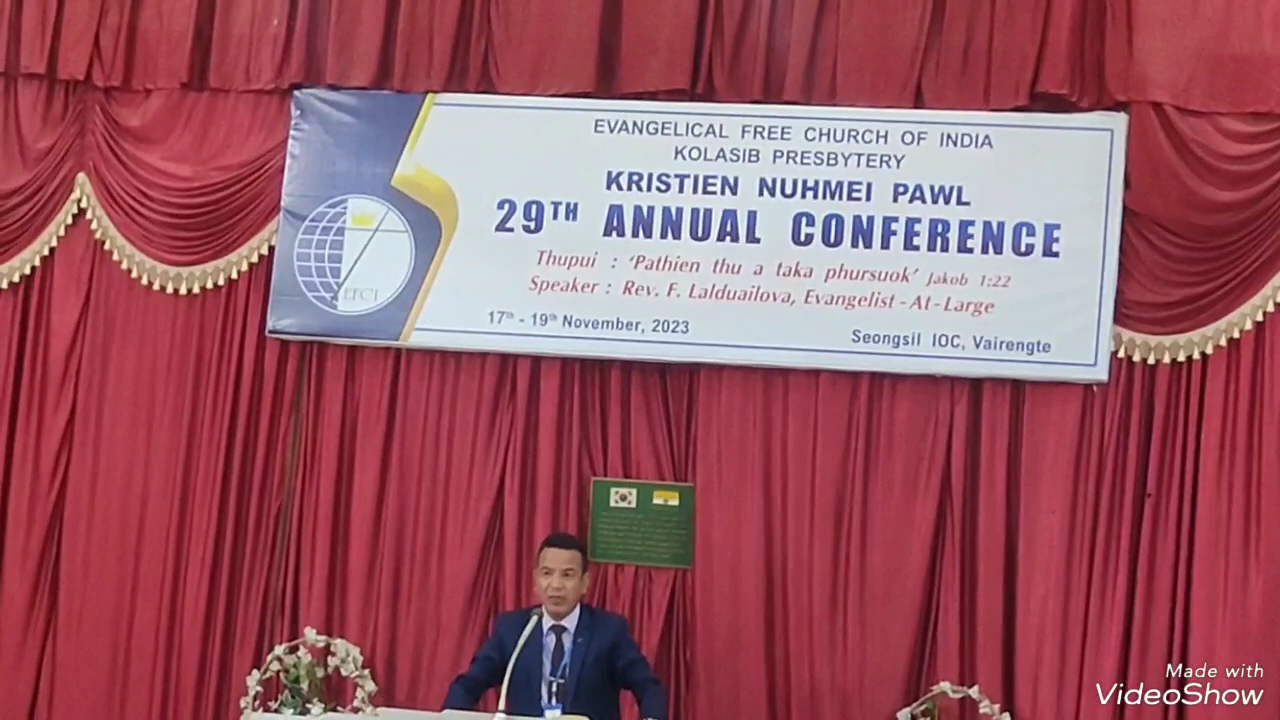 EVANGELICAL FREE CHURCH OF INDIA
KOLASIB PRESBYTERY
KRISTIEN NUHMEI PAWL
29TH ANNUAL CONFERENCE
Thupui : 'Pathien thu a taka phursuok' Jakob 1:22
Speaker : Rev. F. Lalduailova, Evangelist-At-Large
17th - 19th November, 2023
Seongsil IOC, Vairengte
EFCI
Made with
VideoShow